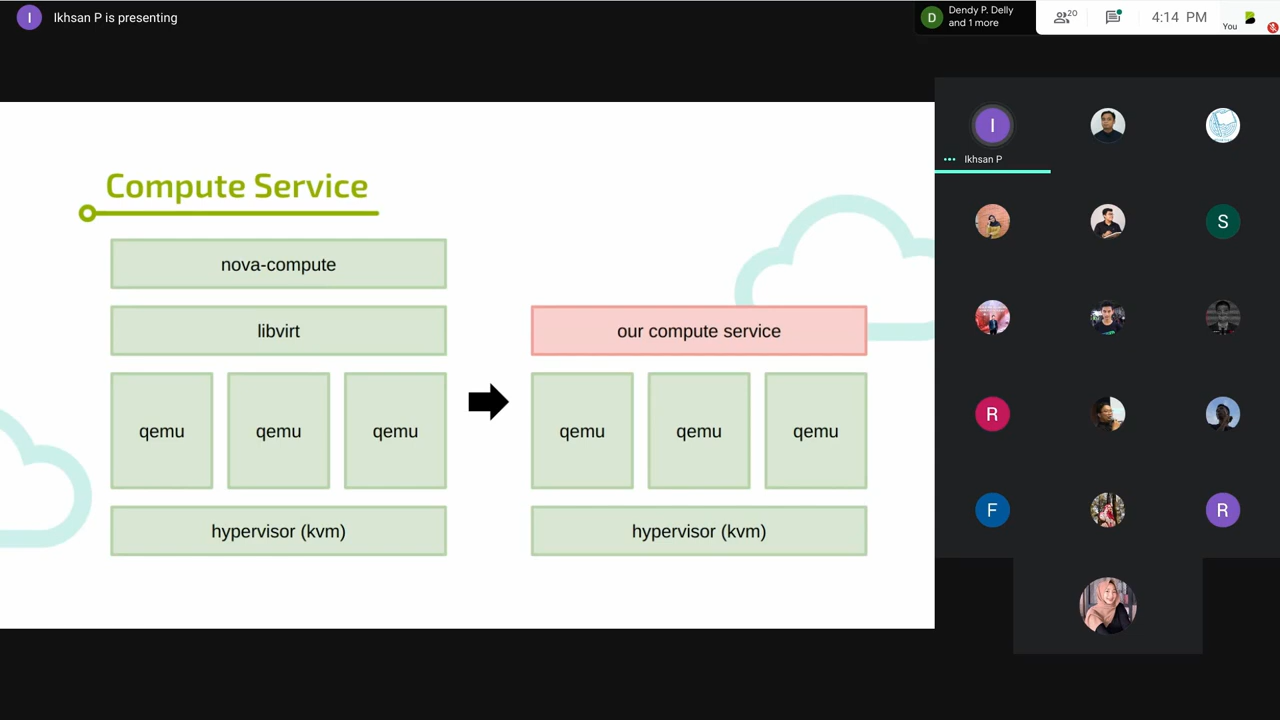 I
Ikhsan P is presenting
D
Dendy P. Delly
and 1 more
20
4:14 PM
You
Compute Service
nova-compute
libvirt
our compute service
qemu qemu qemu
qemu qemu qemu
hypervisor (kvm)
hypervisor (kvm)
I
Ikhsan P
S
R
F
R